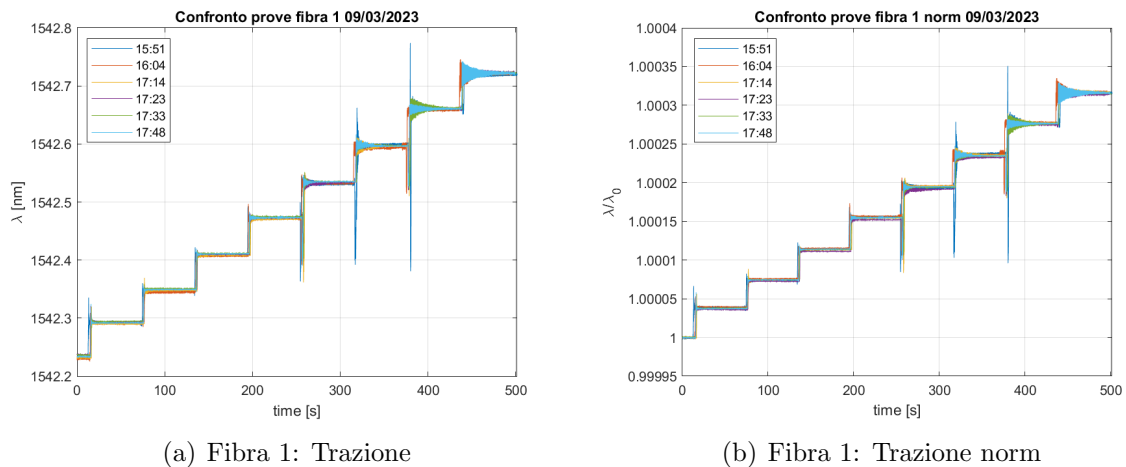 Confronto prove fibra 1 09/03/2023
1542.8
1542.7
1542.6
1542.5
1542.4
1542.3
1542.2
λ [nm]
15:51
16:04
17:14
17:23
17:33
17:48
0 100 200 300 400 500
time [s]
(a) Fibra 1: Trazione
Confronto prove fibra 1 norm 09/03/2023
1.0004
1.00035
1.0003
1.00025
1.0002
1.00015
1.0001
1.00005
1
0.99995
λ/λ0
15:51
16:04
17:14
17:23
17:33
17:48
0 100 200 300 400 500
time [s]
(b) Fibra 1: Trazione norm